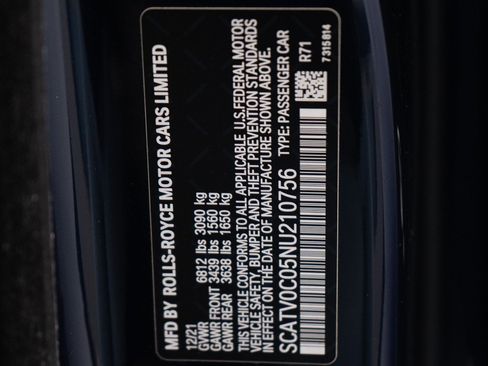 MFD BY ROLLS-ROYCE MOTOR CARS LIMITED
12/21
GVWR 6812 lbs 3090 kg
GAWR FRONT 3439 lbs 1560 kg
GAWR REAR 3638 lbs 1650 kg
THIS VEHICLE CONFORMS TO ALL APPLICABLE U.S.FEDERAL MOTOR
VEHICLE SAFETY, BUMPER AND THEFT PREVENTION STANDARDS
IN EFFECT ON THE DATE OF MANUFACTURE SHOWN ABOVE.
SCATV0C05NU210756 TYPE: PASSENGER CAR
R71
7315814